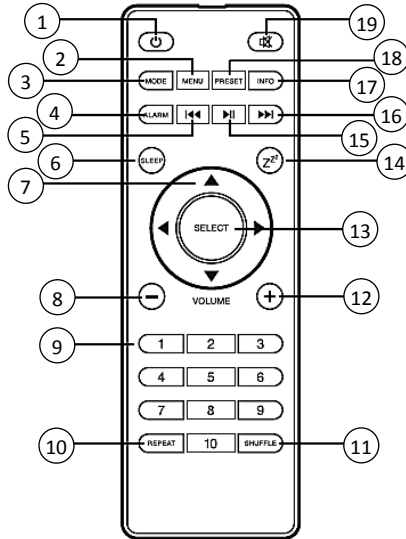 1 19
2 18
3 MODE MENU PRESET INFO 17
4 ALARM 16
5 15
6 SLEEP Zzz 14
7
SELECT 13
8 VOLUME 12
9 1 2 3
4 5 6
7 8 9
10 REPEAT 10 SHUFFLE 11